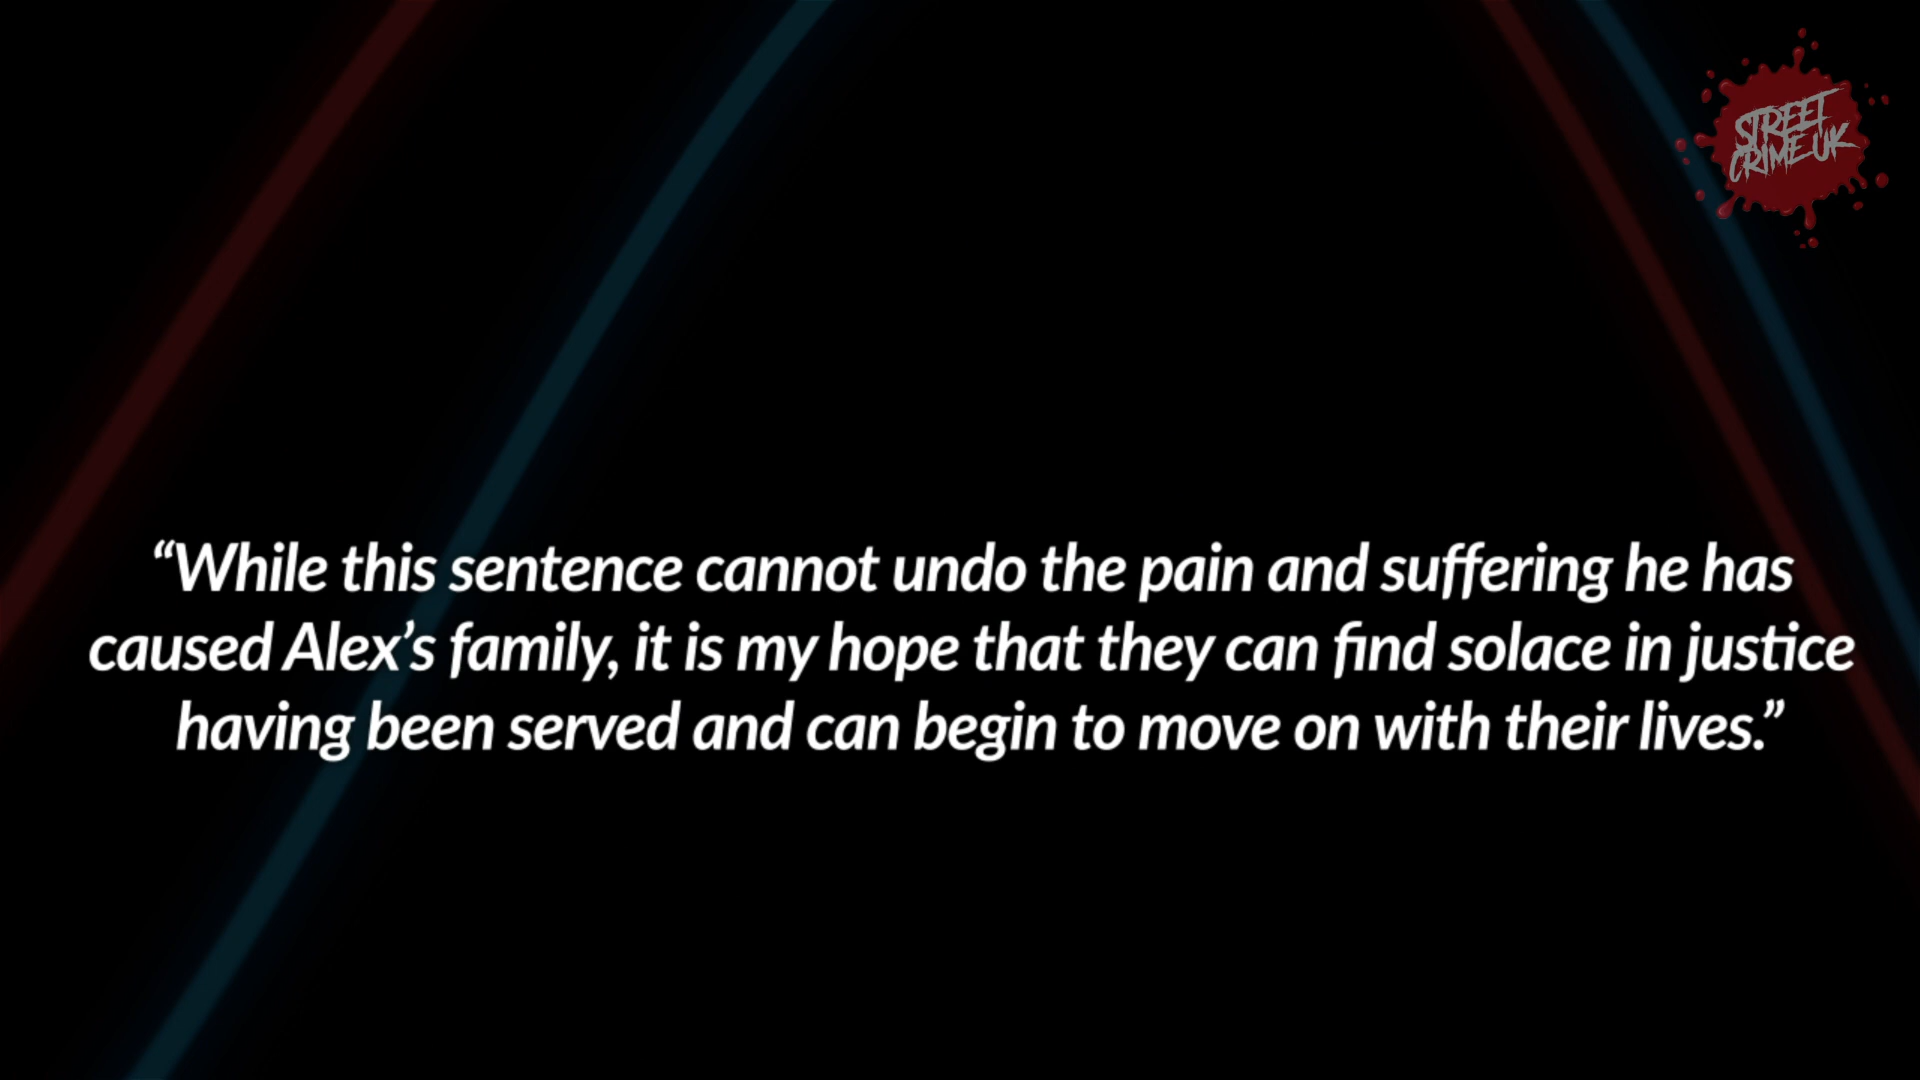 STREET
CRIME UK
“While this sentence cannot undo the pain and suffering he has
caused Alex’s family, it is my hope that they can find solace in justice
having been served and can begin to move on with their lives.”